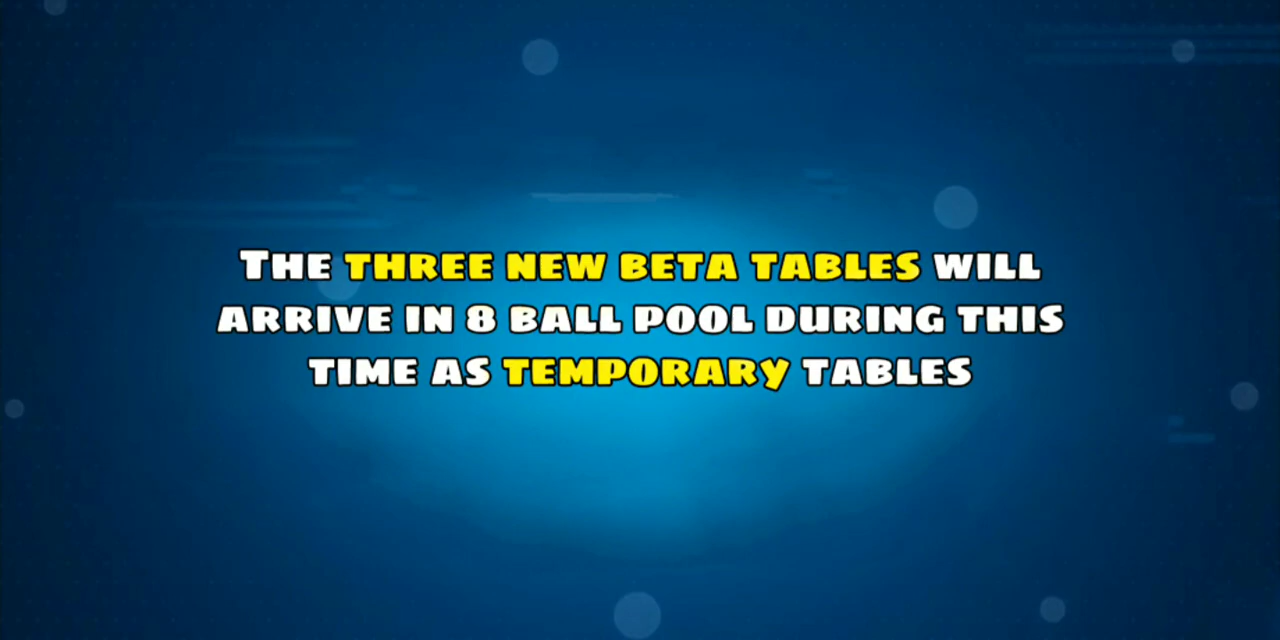 The three new beta tables will
arrive in 8 Ball Pool during this
time as temporary tables